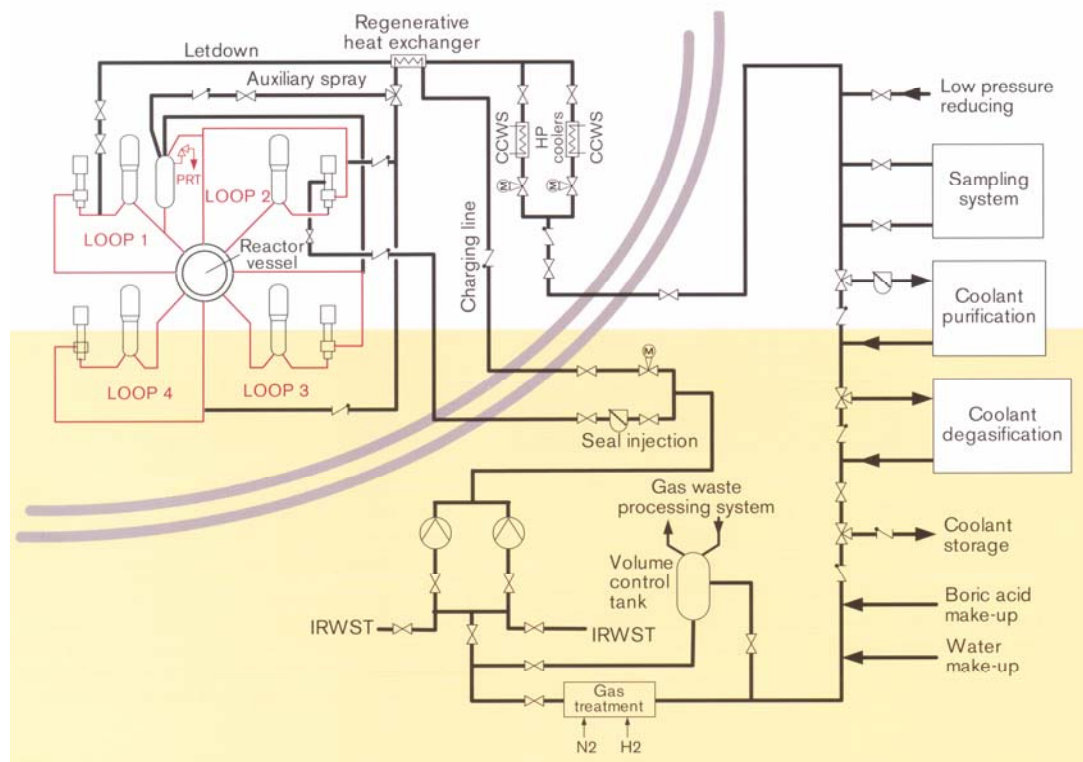 Regenerative
heat exchanger
Letdown
Auxiliary spray
CCWS
HP
coolers
CCWS
Low pressure
reducing
M
M
Sampling
system
PRT
LOOP 2
LOOP 1
Reactor
vessel
Charging line
Coolant
purification
M
LOOP 4
LOOP 3
Seal injection
Coolant
degasification
Gas waste
processing system
Coolant
storage
Volume
control
tank
Boric acid
make-up
IRWST
IRWST
Water
make-up
Gas
treatment
N2
H2